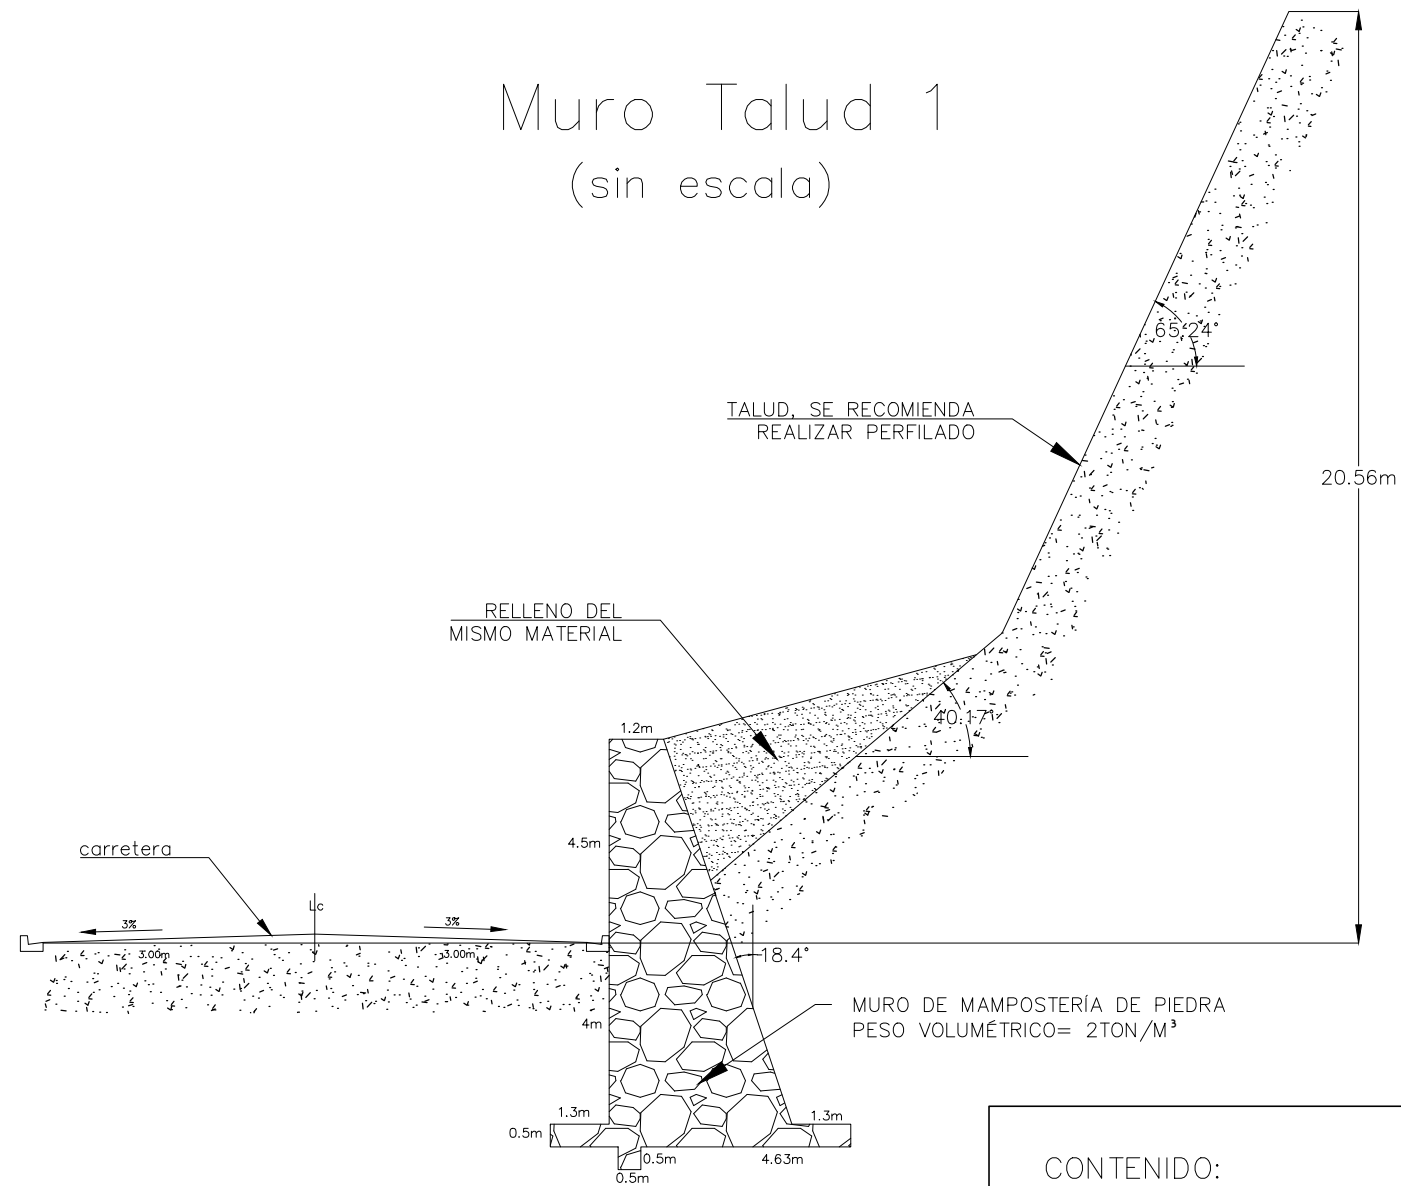 Muro Talud 1
(sin escala)
65.24°
TALUD, SE RECOMIENDA
REALIZAR PERFILADO
20.56m
RELLENO DEL
MISMO MATERIAL
40.17°
1.2m
4.5m
carretera
Lc
3%
3%
3.00m
3.00m
18.4°
MURO DE MAMPOSTERÍA DE PIEDRA
PESO VOLUMÉTRICO= 2TON/M³
4m
1.3m
1.3m
0.5m
0.5m
4.63m
0.5m
CONTENIDO: